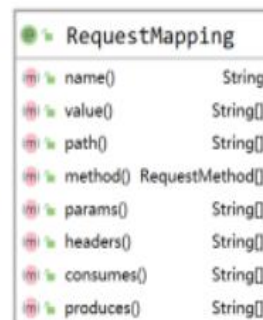 RequestMapping
name() String
value() String[]
path() String[]
method() RequestMethod[]
params() String[]
headers() String[]
consumes() String[]
produces() String[]